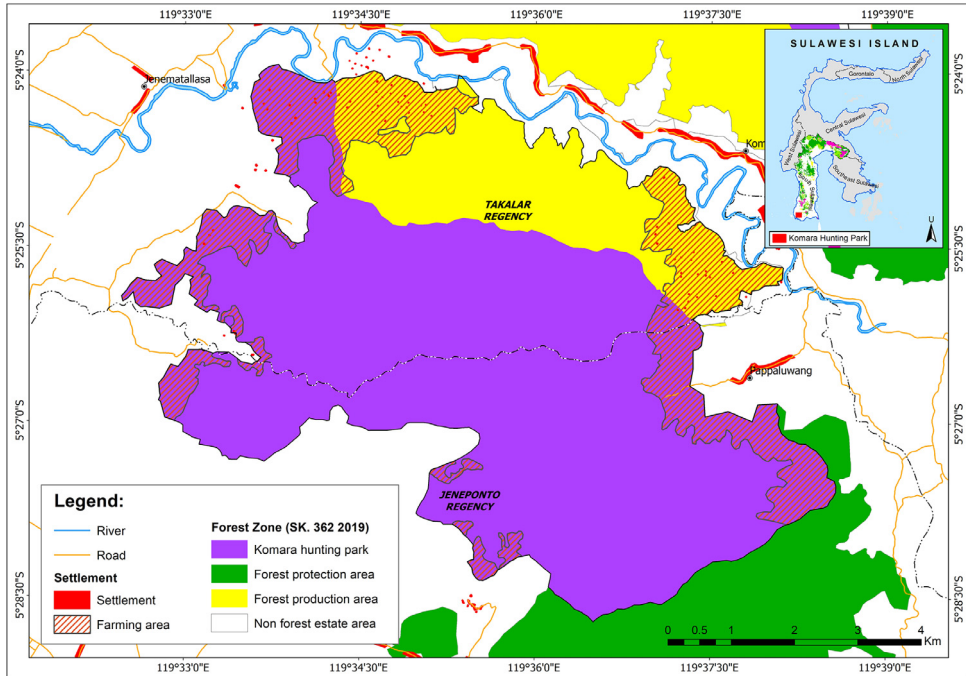 119°33'0"E 119°34'30"E 119°36'0"E 119°37'30"E 119°39'0"E
5°24'0"S
5°24'0"S
Jenematallasa
Kom
SULAWESI ISLAND
Gorontalo
North Sulawesi
Central Sulawesi
West Sulawesi
South Sulawesi
Southeast Sulawesi
U
Komara Hunting Park
TAKALAR
REGENCY
5°25'30"S
5°25'30"S
Pappaluwang
5°27'0"S
5°27'0"S
JENEPONTO
REGENCY
Legend:
River
Road
Settlement
Settlement
Farming area
Forest Zone (SK. 362 2019)
Komara hunting park
Forest protection area
Forest production area
Non forest estate area
5°28'30"S
5°28'30"S
0 0.5 1 2 3 4
Km
119°33'0"E 119°34'30"E 119°36'0"E 119°37'30"E 119°39'0"E